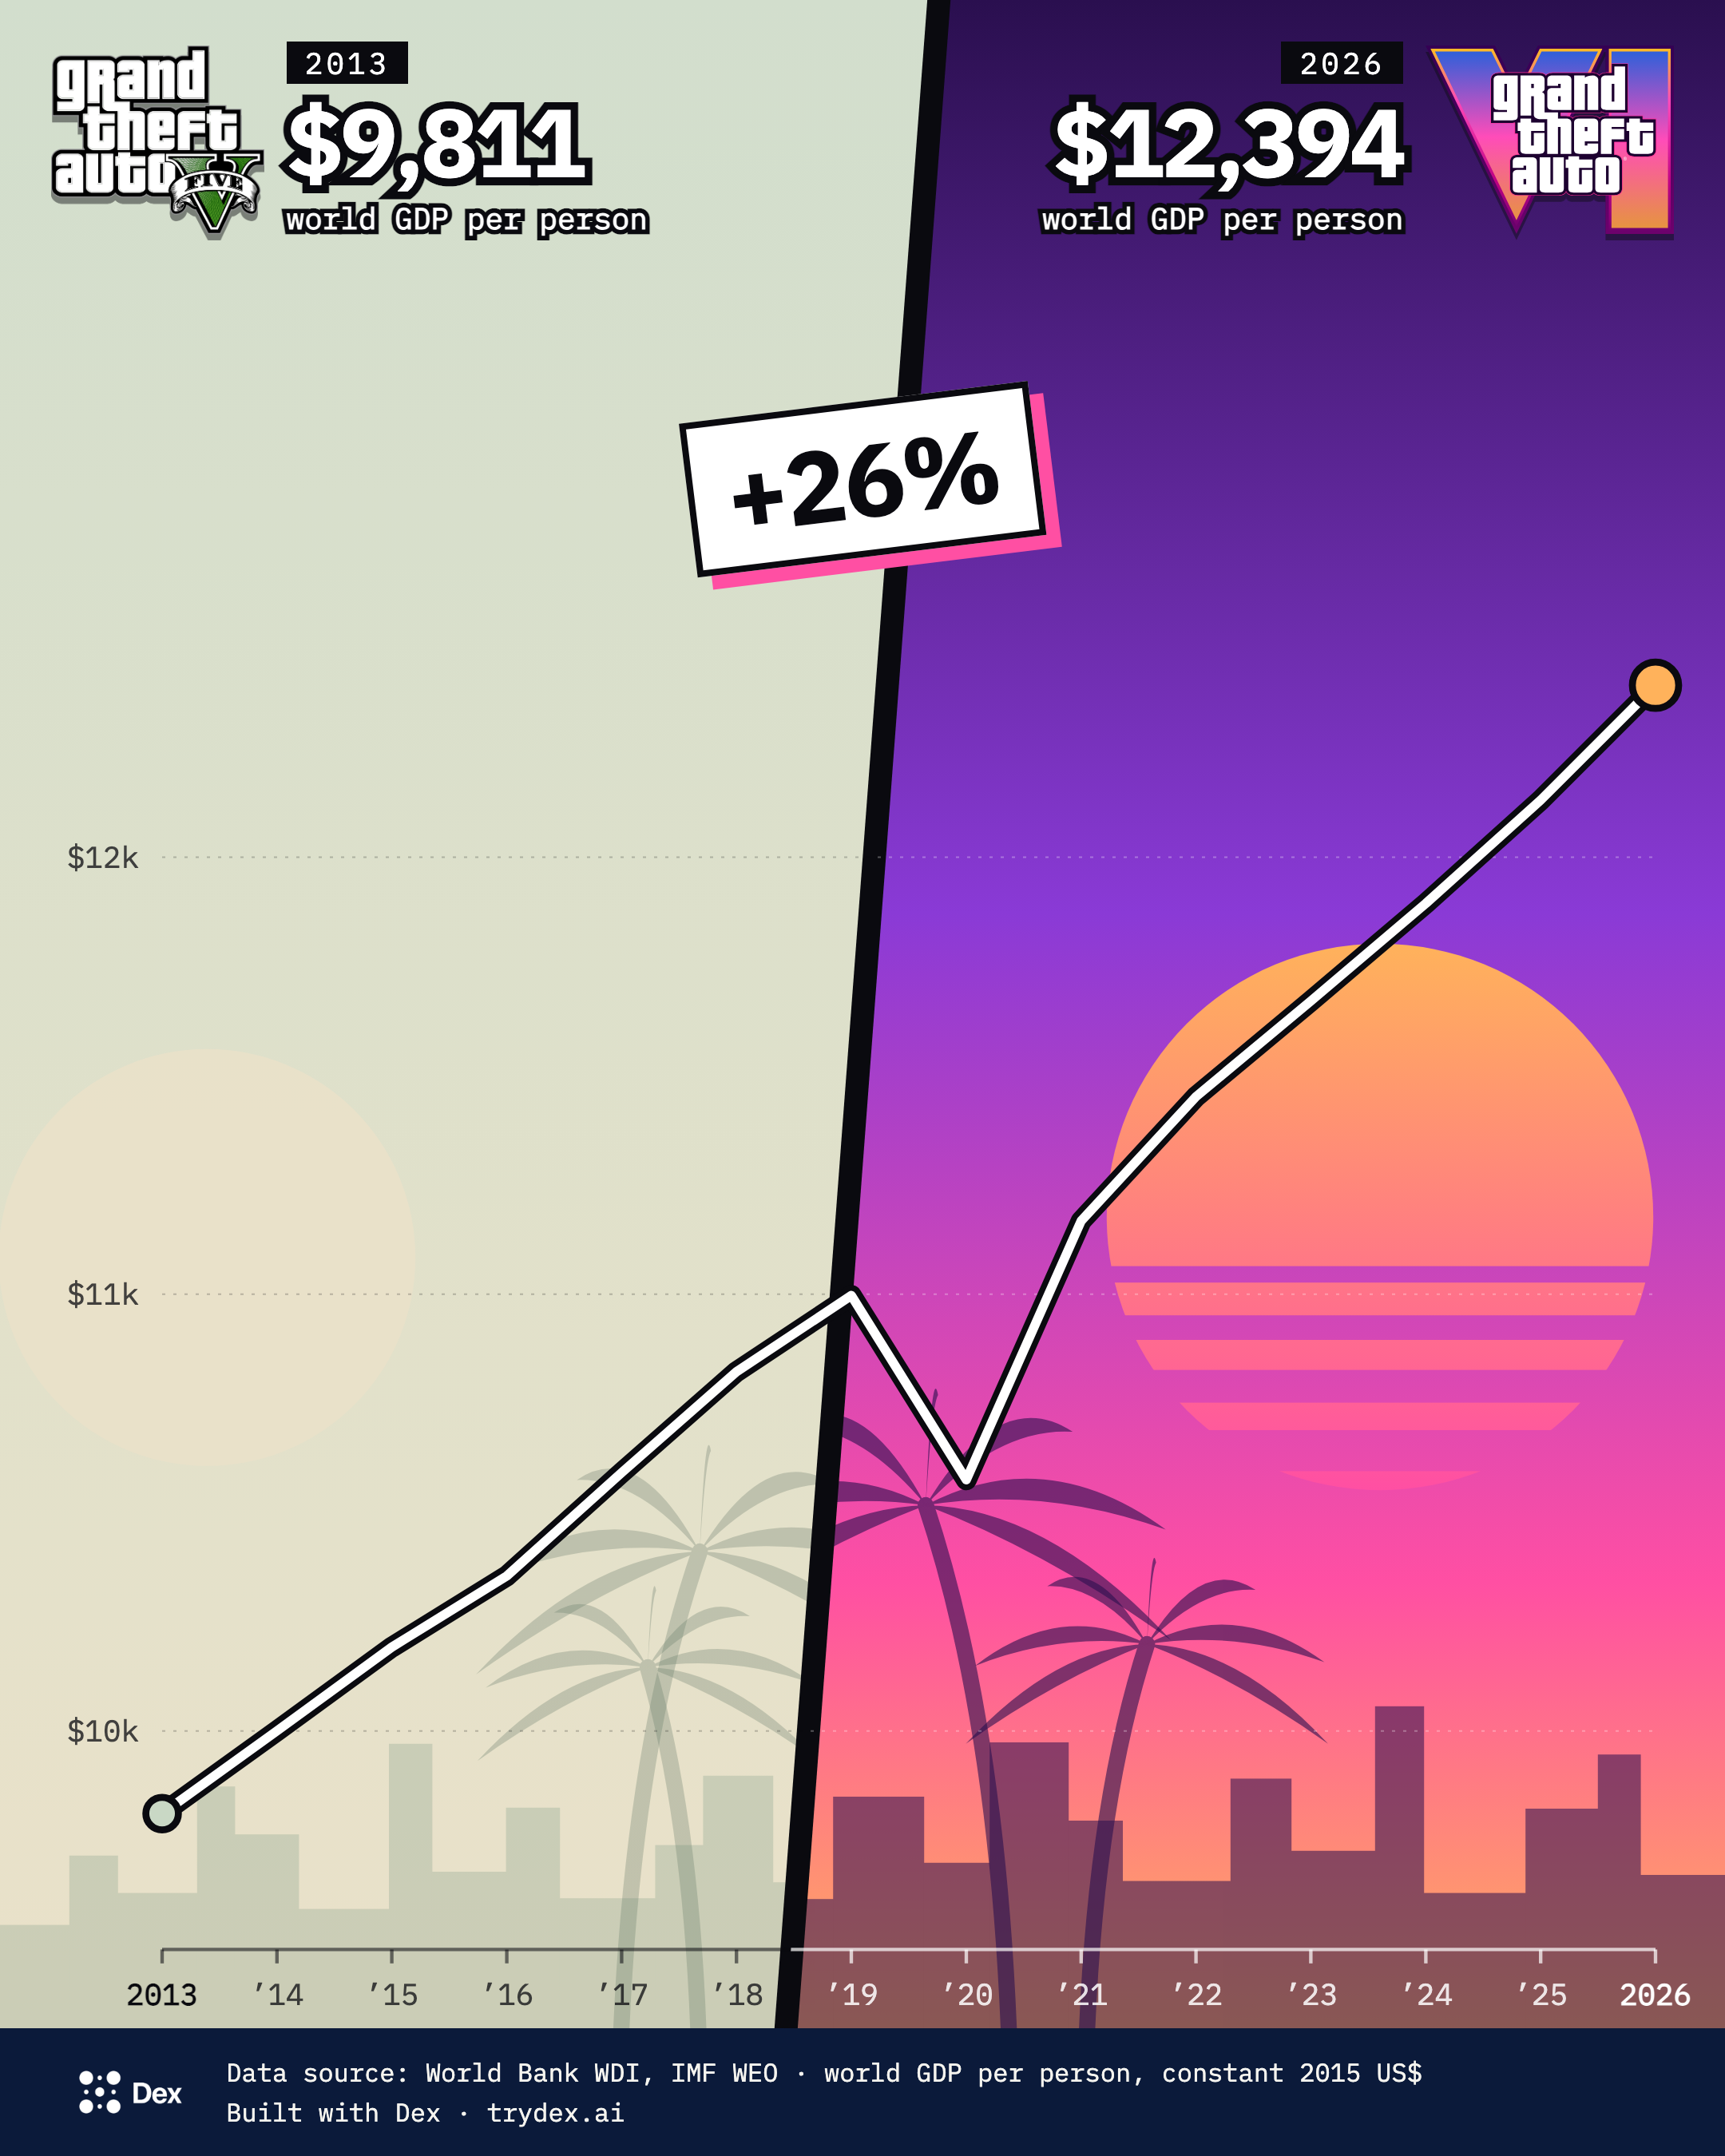 grand
theft
auto
FIVE
2013
$9,811
world GDP per person
2026
$12,394
world GDP per person
VI
grand
theft
auto
+26%
$12k
$11k
$10k
2013 ’14 ’15 ’16 ’17 ’18 ’19 ’20 ’21 ’22 ’23 ’24 ’25 2026
Dex
Data source: World Bank WDI, IMF WEO · world GDP per person, constant 2015 US$
Built with Dex · trydex.ai